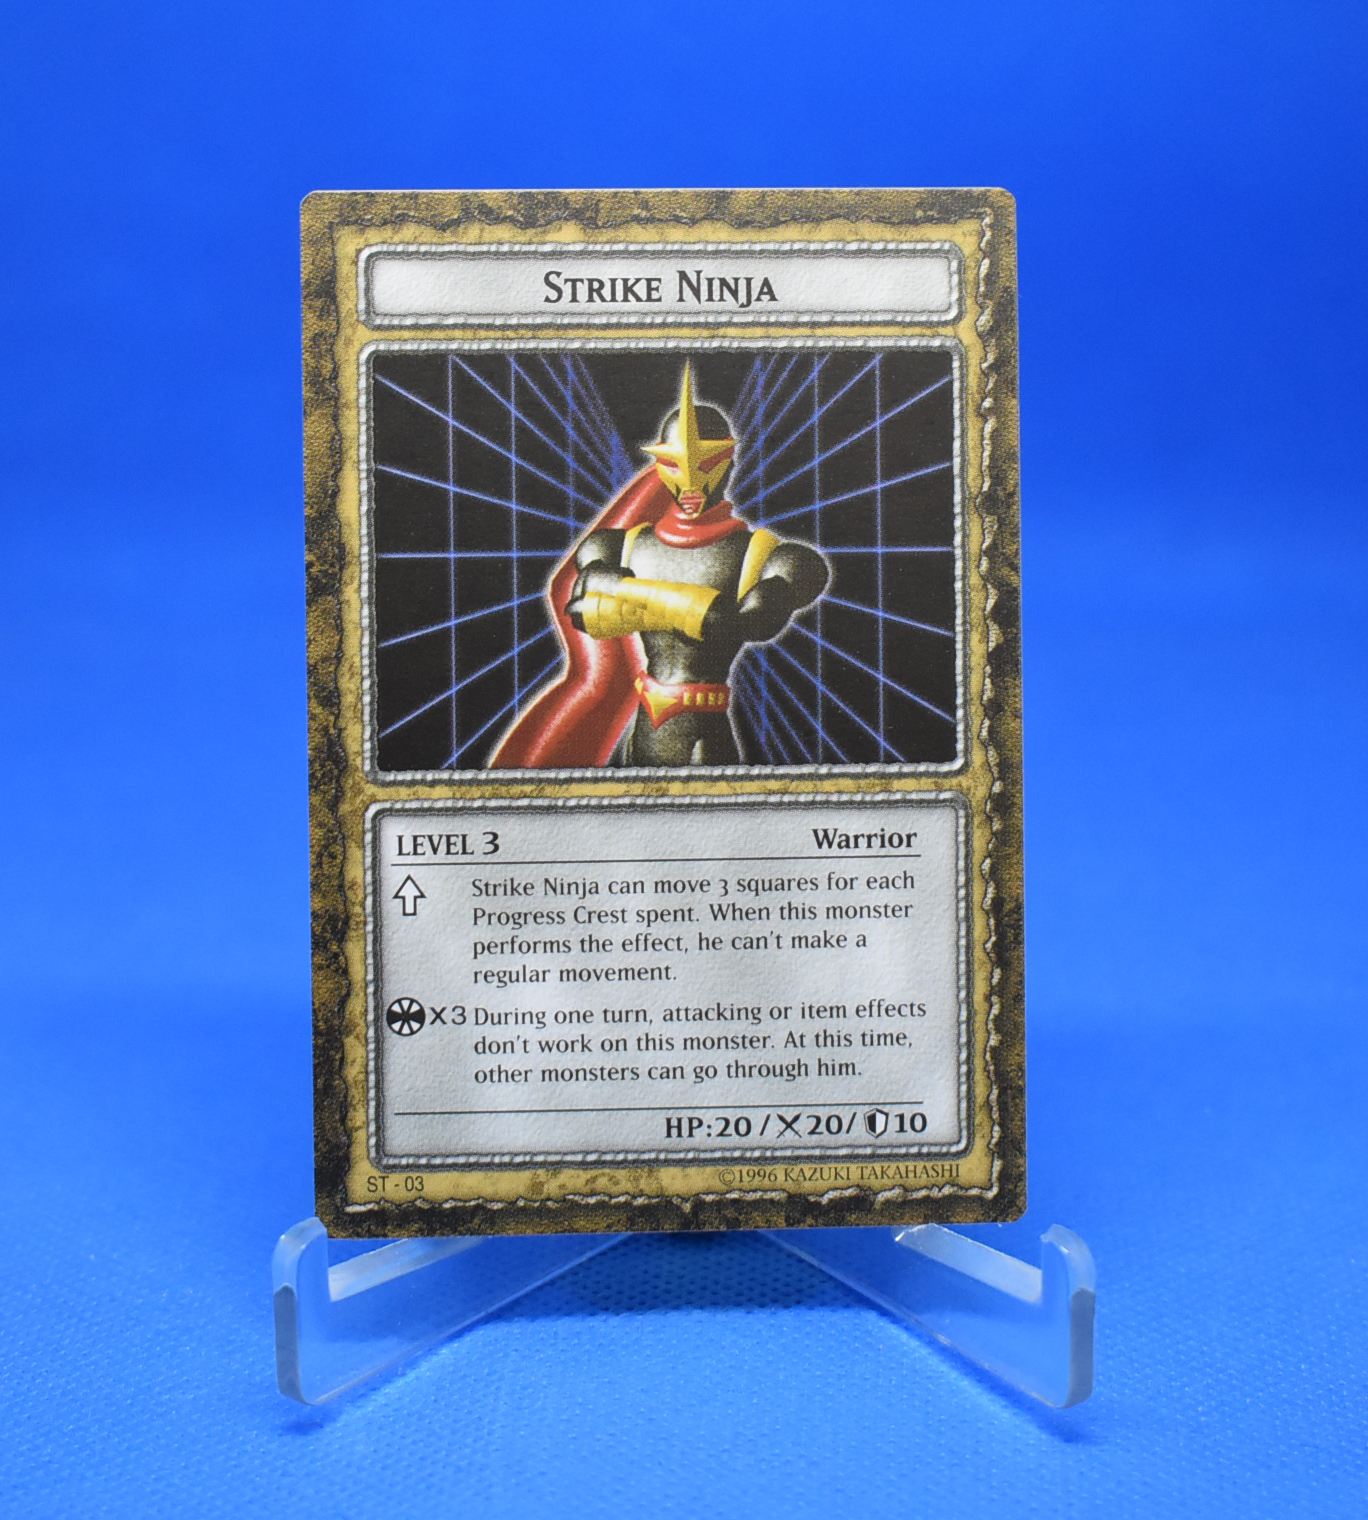 STRIKE NINJA
LEVEL 3 Warrior
Strike Ninja can move 3 squares for each
Progress Crest spent. When this monster
performs the effect, he can't make a
regular movement.
x3 During one turn, attacking or item effects
don't work on this monster. At this time,
other monsters can go through him.
HP:20 / 20/ 10
ST - 03 ©1996 KAZUKI TAKAHASHI